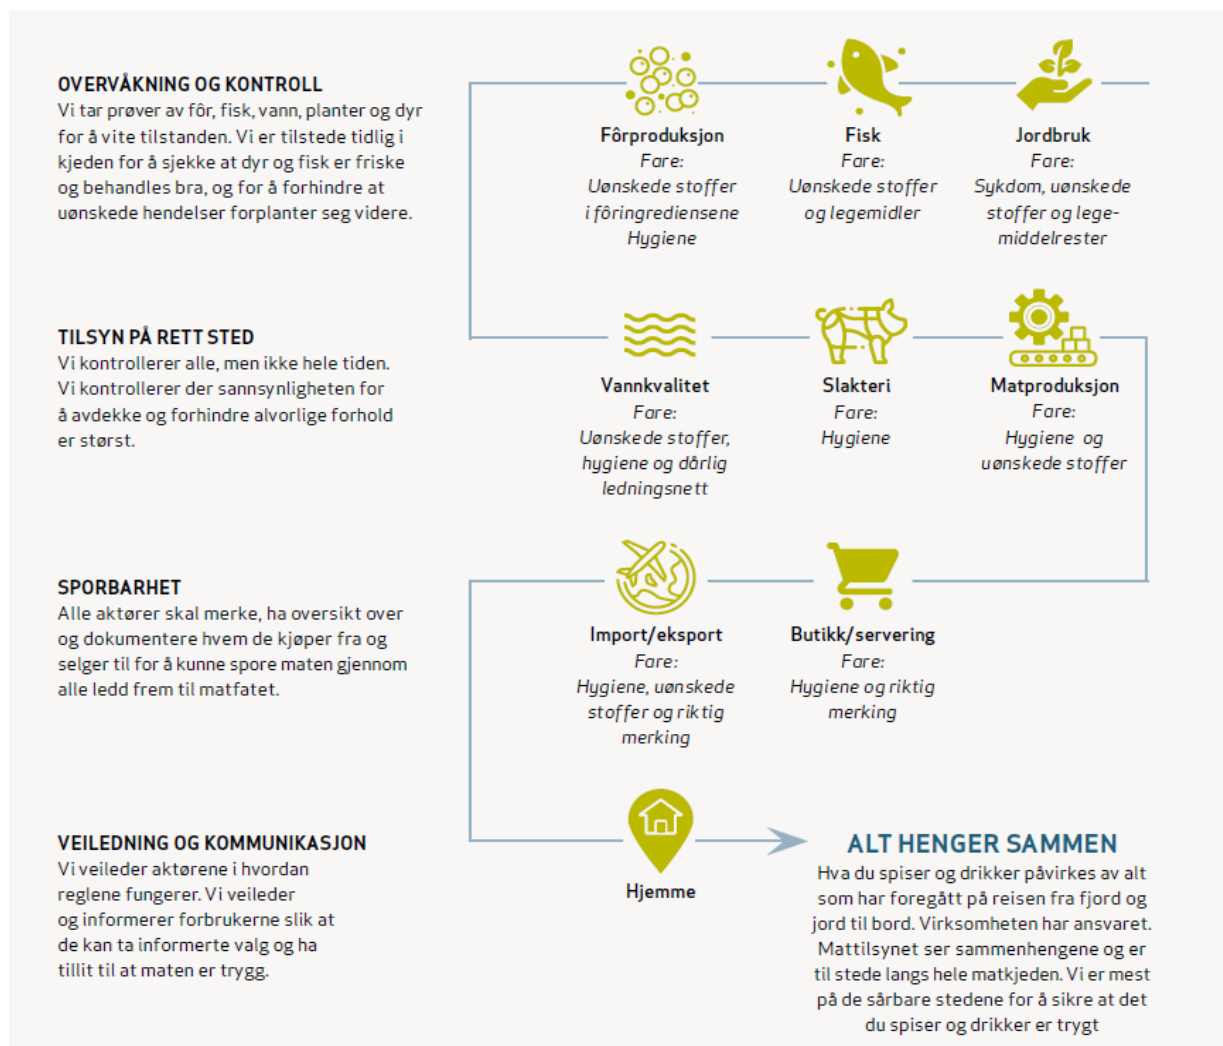 OVERVÅKNING OG KONTROLL
Vi tar prøver av fôr, fisk, vann, planter og dyr
for å vite tilstanden. Vi er tilstede tidlig i
kjeden for å sjekke at dyr og fisk er friske
og behandles bra, og for å forhindre at
uønskede hendelser forplanter seg videre.
Fôrproduksjon
Fare:
Uønskede stoffer
i fôringrediensene
Hygiene
Fisk
Fare:
Uønskede stoffer
og legemidler
Jordbruk
Fare:
Sykdom, uønskede
stoffer og lege-
middelrester
TILSYN PÅ RETT STED
Vi kontrollerer alle, men ikke hele tiden.
Vi kontrollerer der sannsynligheten for
å avdekke og forhindre alvorlige forhold
er størst.
Vannkvalitet
Fare:
Uønskede stoffer,
hygiene og dårlig
ledningsnett
Slakteri
Fare:
Hygiene
Matproduksjon
Fare:
Hygiene og
uønskede stoffer
SPORBARHET
Alle aktører skal merke, ha oversikt over
og dokumentere hvem de kjøper fra og
selger til for å kunne spore maten gjennom
alle ledd frem til matfatet.
Import/eksport
Fare:
Hygiene, uønskede
stoffer og riktig
merking
Butikk/servering
Fare:
Hygiene og riktig
merking
VEILEDNING OG KOMMUNIKASJON
Vi veileder aktørene i hvordan
reglene fungerer. Vi veileder
og informerer forbrukerne slik at
de kan ta informerte valg og ha
tillit til at maten er trygg.
Hjemme
ALT HENGER SAMMEN
Hva du spiser og drikker påvirkes av alt
som har foregått på reisen fra fjord og
jord til bord. Virksomheten har ansvaret.
Mattilsynet ser sammenhengene og er
til stede langs hele matkjeden. Vi er mest
på de sårbare stedene for å sikre at det
du spiser og drikker er trygt